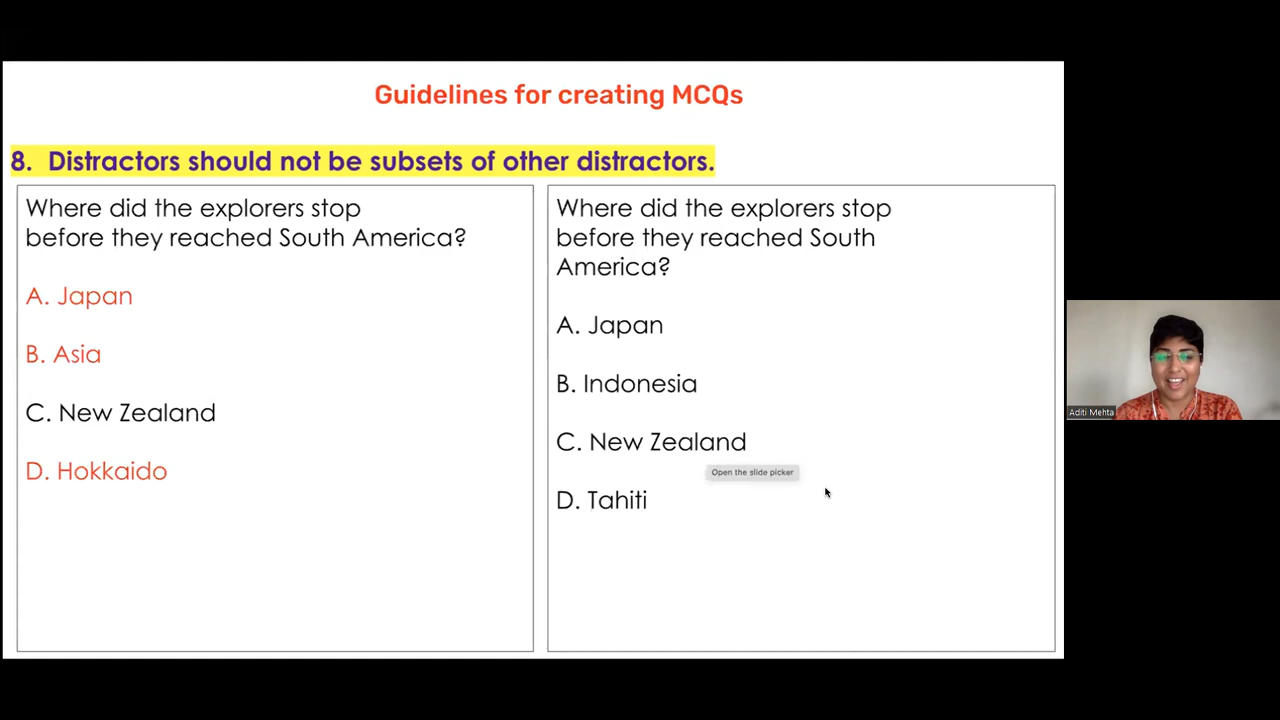 Guidelines for creating MCQs
8. Distractors should not be subsets of other distractors.
Where did the explorers stop
before they reached South America?
A. Japan
B. Asia
C. New Zealand
D. Hokkaido
Where did the explorers stop
before they reached South
America?
A. Japan
B. Indonesia
C. New Zealand
Open the slide picker
D. Tahiti
Aditi Mehta